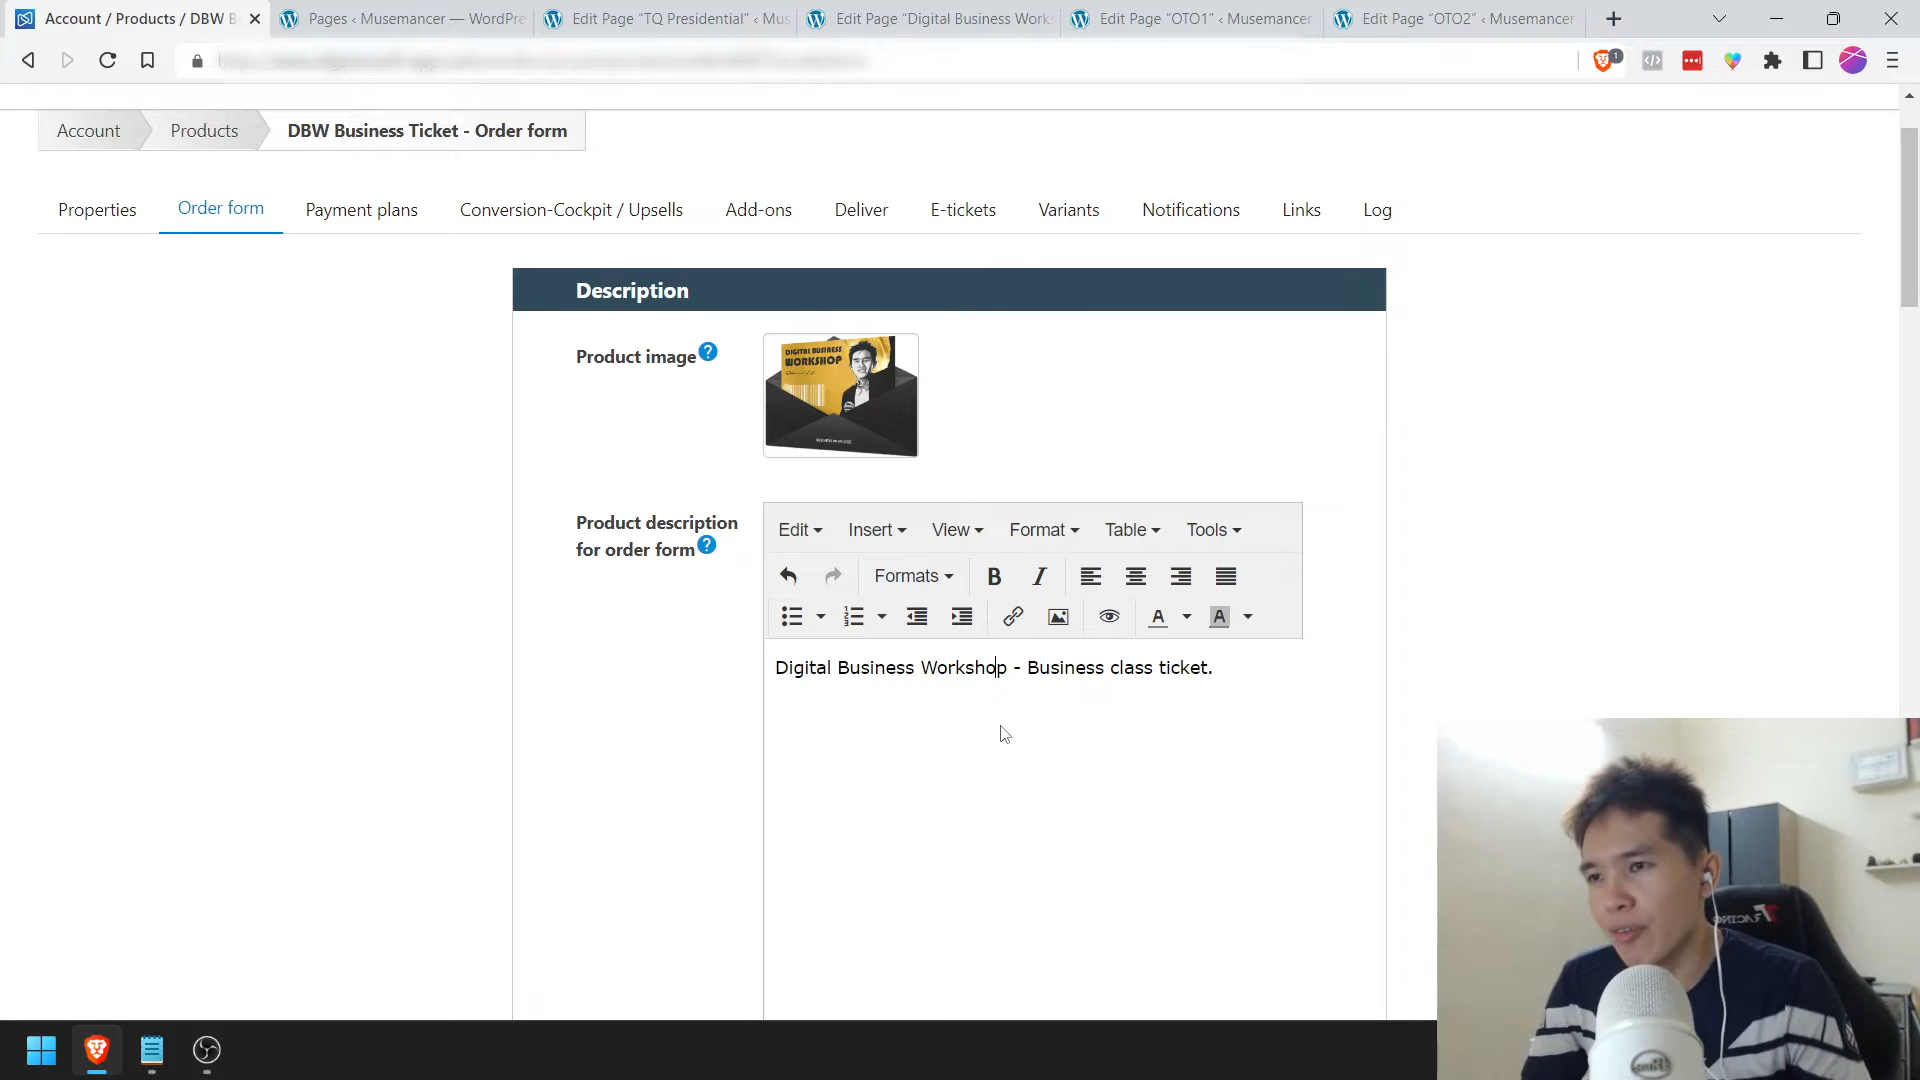 Account / Products / DBW B
Pages ‹ Musemancer — WordPre
Edit Page “TQ Presidential” ‹ Mus
Edit Page “Digital Business Works
Edit Page “OTO1” ‹ Musemancer
Edit Page “OTO2” ‹ Musemancer
1
Account
Products
DBW Business Ticket - Order form
Properties
Order form
Payment plans
Conversion-Cockpit / Upsells
Add-ons
Deliver
E-tickets
Variants
Notifications
Links
Log
Description
Product image
DIGITAL BUSINESS
WORKSHOP
Product description
for order form
Edit
Insert
View
Format
Table
Tools
Formats
Digital Business Workshop - Business class ticket.